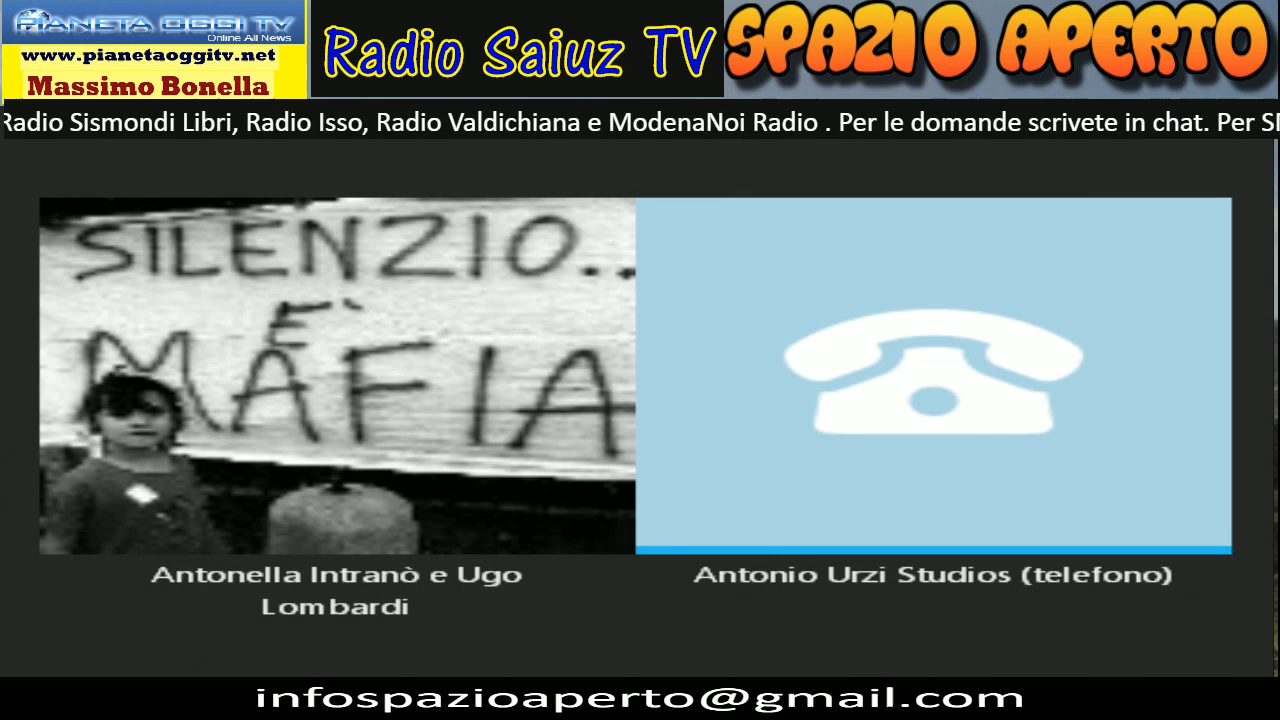 PIANETA OGGI TV
Online All News
www.pianetaoggitv.net
Massimo Bonella
Radio Saiuz TV
SPAZIO APERTO
Radio Sismondi Libri, Radio Isso, Radio Valdichiana e ModenaNoi Radio . Per le domande scrivete in chat. Per
SILENZIO..
E'
MAFIA
Antonella Intranò e Ugo
Lombardi
Antonio Urzi Studios (telefono)
infospazioaperto@gmail.com